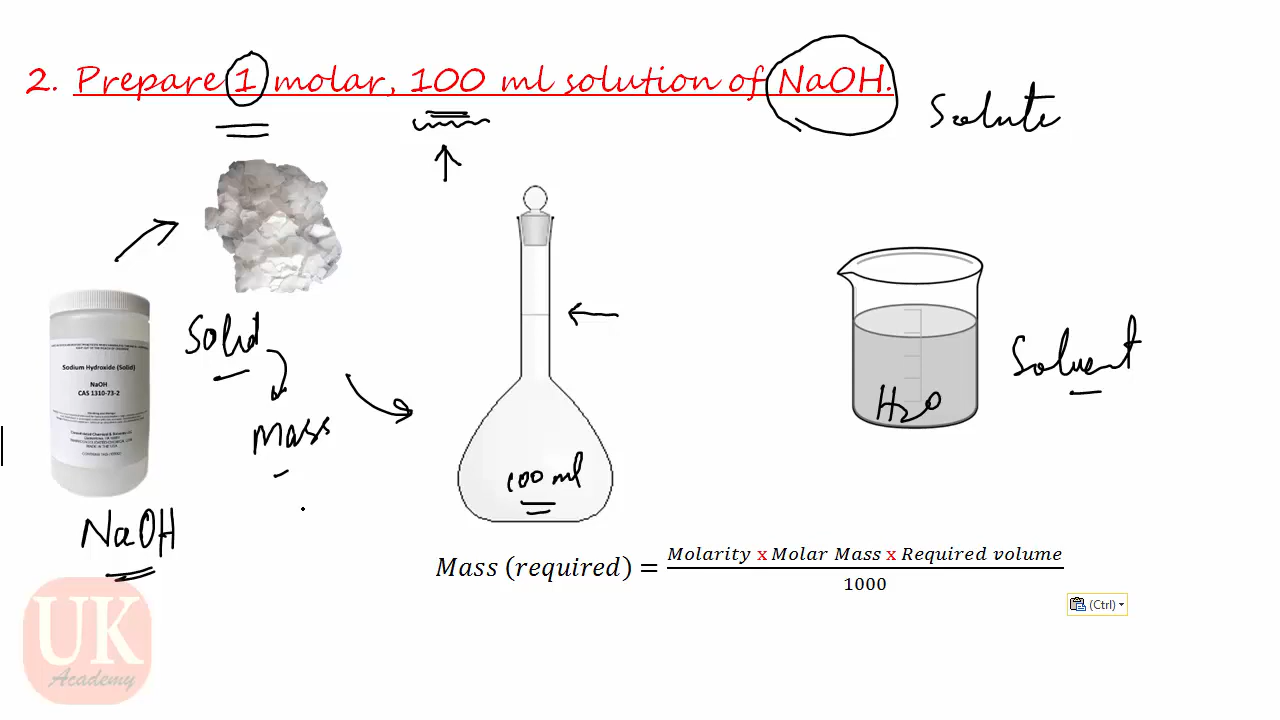 2. Prepare 1 molar, 100 ml solution of NaOH.
Solute
Solid
Mass
Sodium Hydroxide (Solid)
NaOH
CAS 1310-73-2
NaOH
100 ml
H2O
Solvent
Mass (required) = Molarity x Molar Mass x Required volume
1000
(Ctrl)
UK
Academy